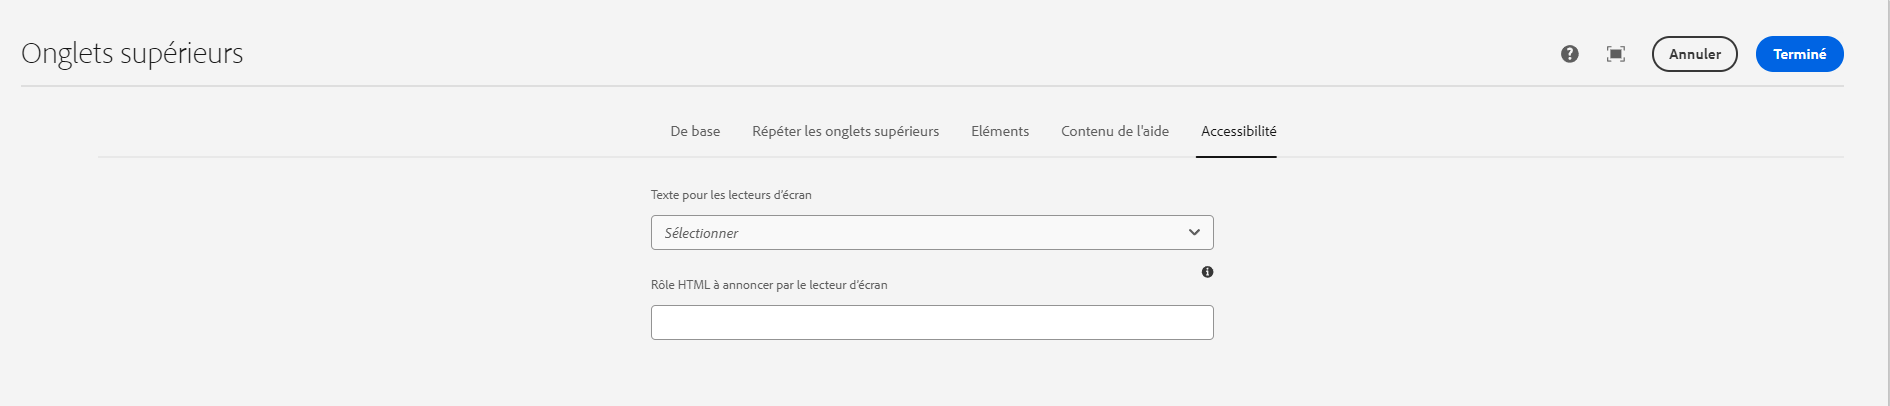 Onglets supérieurs
Annuler
Terminé
De base
Répéter les onglets supérieurs
Eléments
Contenu de l'aide
Accessibilité
Texte pour les lecteurs d’écran
Sélectionner
Rôle HTML à annoncer par le lecteur d’écran